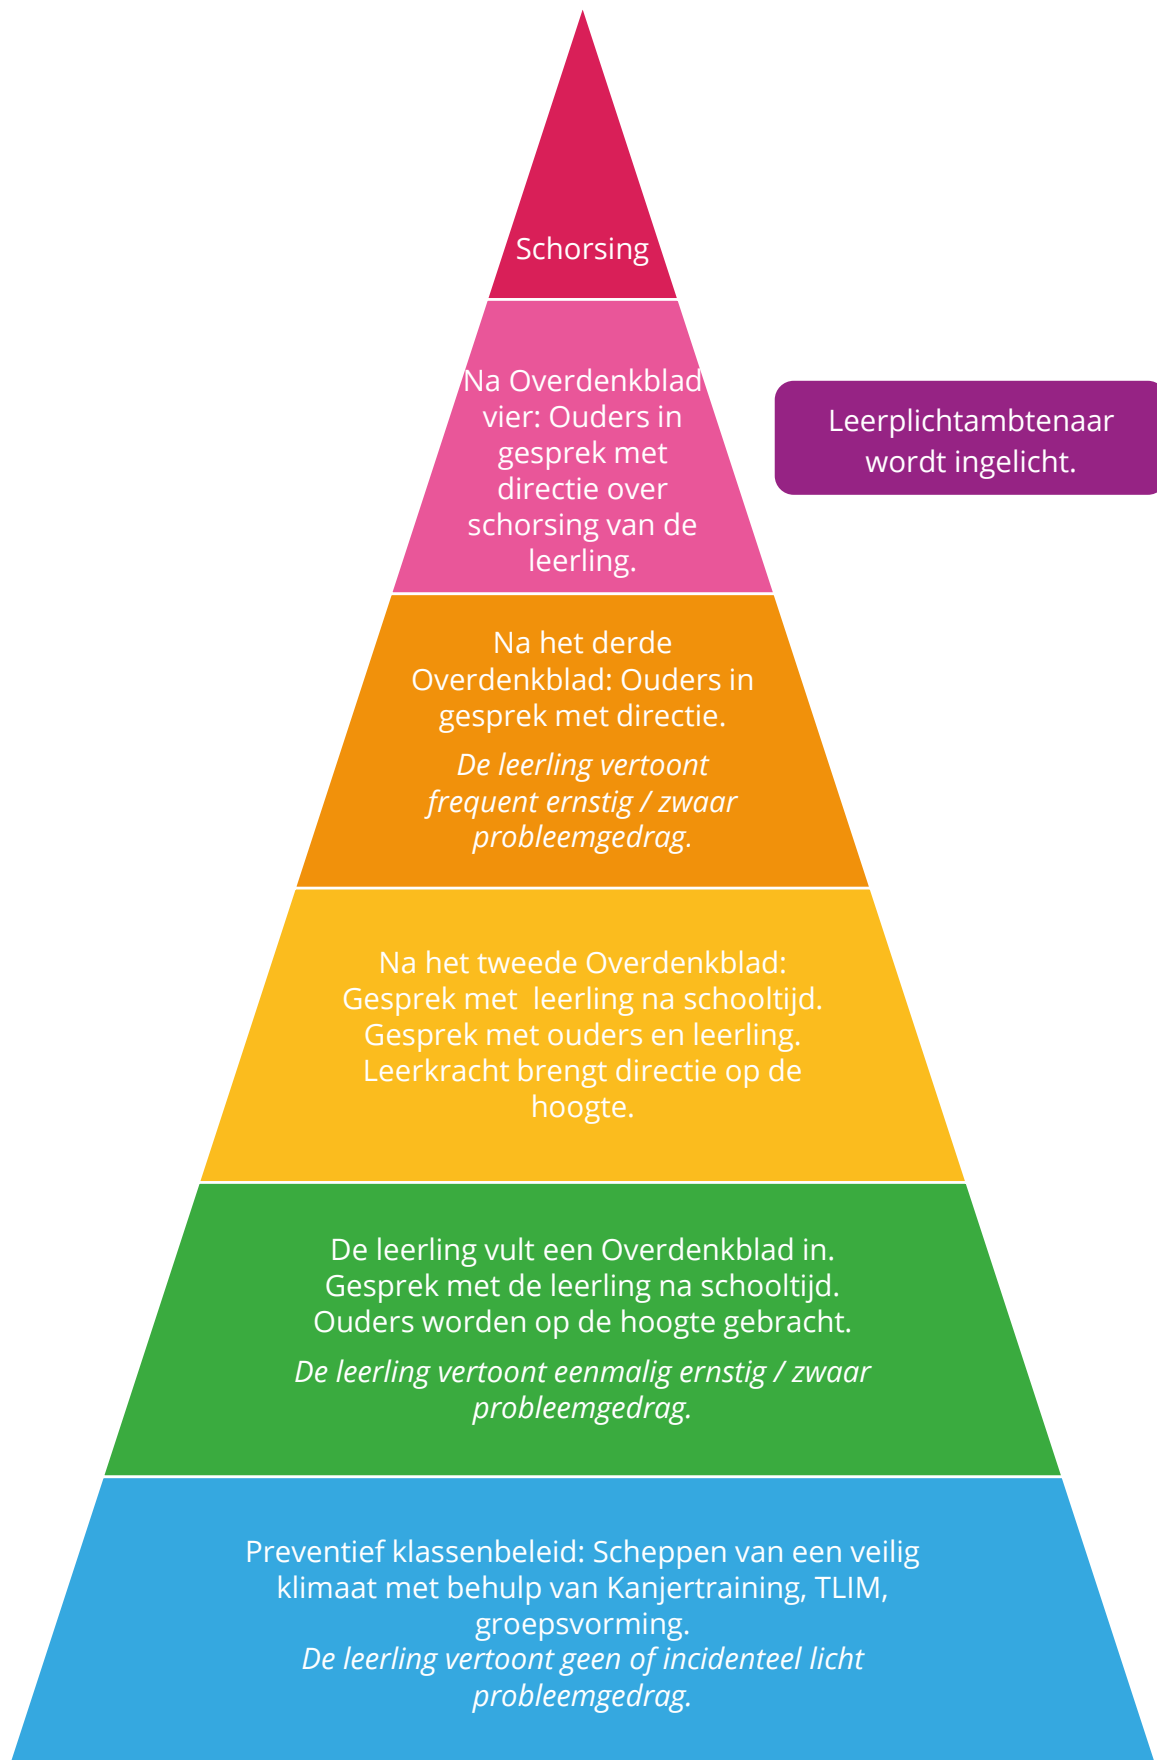 Schorsing
Na Overdenkblad
vier: Ouders in
gesprek met
directie over
schorsing van de
leerling.
Leerplichtambtenaar
wordt ingelicht.
Na het derde
Overdenkblad: Ouders in
gesprek met directie.
De leerling vertoont
frequent ernstig / zwaar
probleemgedrag.
Na het tweede Overdenkblad:
Gesprek met  leerling na schooltijd.
Gesprek met ouders en leerling.
Leerkracht brengt directie op de
hoogte.
De leerling vult een Overdenkblad in.
Gesprek met de leerling na schooltijd.
Ouders worden op de hoogte gebracht.
De leerling vertoont eenmalig ernstig / zwaar
probleemgedrag.
Preventief klassenbeleid: Scheppen van een veilig
klimaat met behulp van Kanjertraining, TLIM,
groepsvorming.
De leerling vertoont geen of incidenteel licht
probleemgedrag.